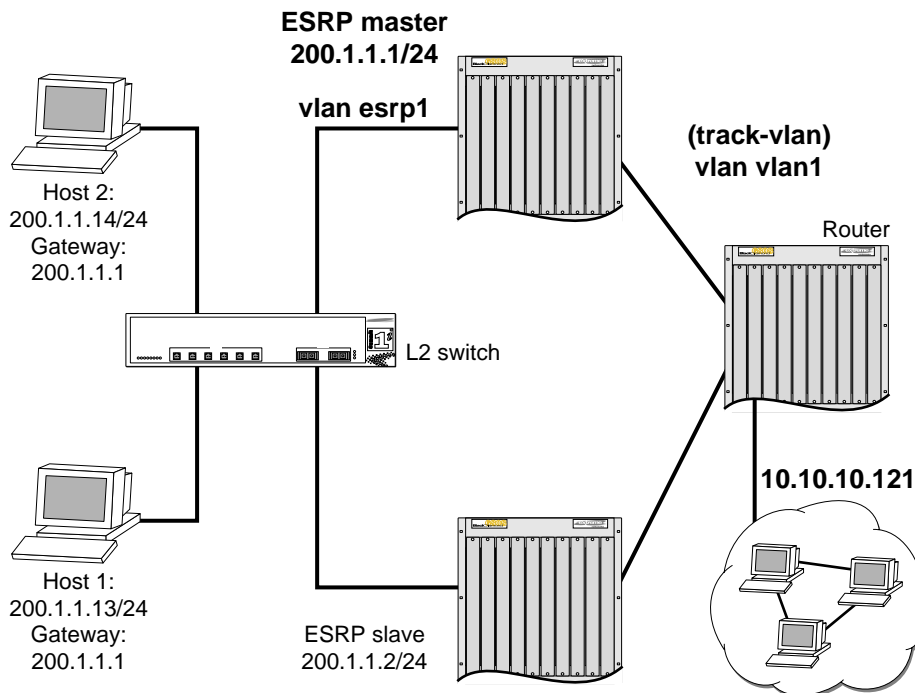 ESRP master
200.1.1.1/24
vlan esrp1
(track-vlan)
vlan vlan1
Host 2:
200.1.1.14/24
Gateway:
200.1.1.1
Router
L2 switch
10.10.10.121
Host 1:
200.1.1.13/24
Gateway:
200.1.1.1
ESRP slave
200.1.1.2/24